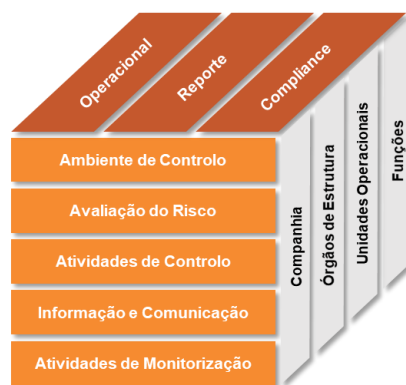 Operacional
Reporte
Compliance
Ambiente de Controlo
Avaliação do Risco
Atividades de Controlo
Informação e Comunicação
Atividades de Monitorização
Companhia
Órgãos de Estrutura
Unidades Operacionais
Funções